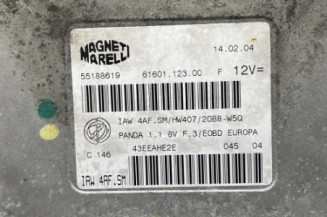 MAGNETI MARELLI 14.02.04
55188619 61601.123.00 F 12V=
IAW 4AF.SM/HW407/20B8-W5Q
PANDA 1.1 8V F.3/EOBD EUROPA
C 146 43EEAHE2E 045 04
IAW 4AF.SM